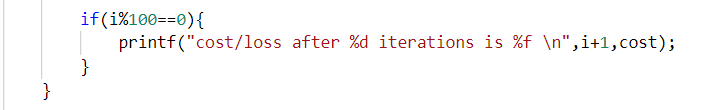 if(i%100==0){
printf("cost/loss after %d iterations is %f \n",i+1,cost);
}
}